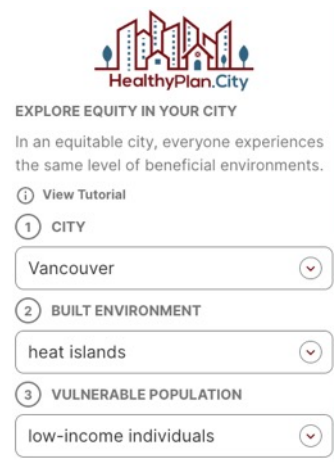 HealthyPlan.City
EXPLORE EQUITY IN YOUR CITY
In an equitable city, everyone experiences
the same level of beneficial environments.
i View Tutorial
1 CITY
Vancouver
2 BUILT ENVIRONMENT
heat islands
3 VULNERABLE POPULATION
low-income individuals